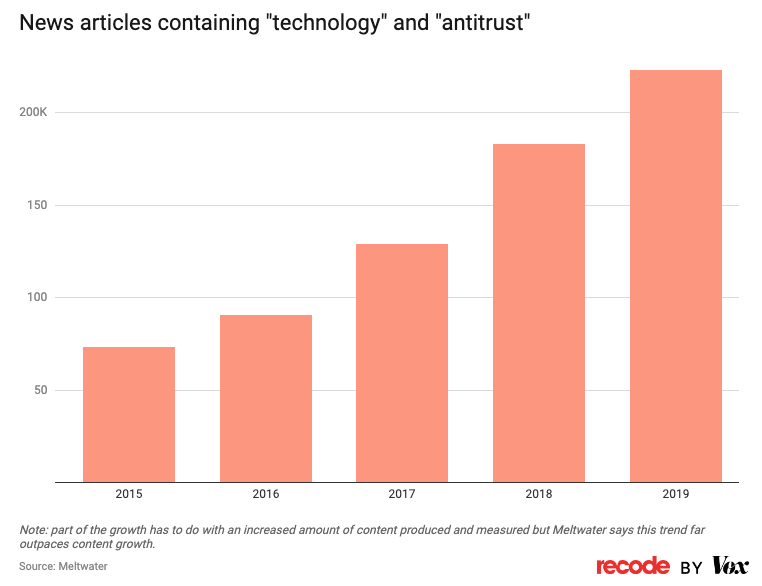 News articles containing "technology" and "antitrust"
200K
150
100
50
2015 2016 2017 2018 2019
Note: part of the growth has to do with an increased amount of content produced and measured but Meltwater says this trend far
outpaces content growth.
Source: Meltwater
recode BY Vox